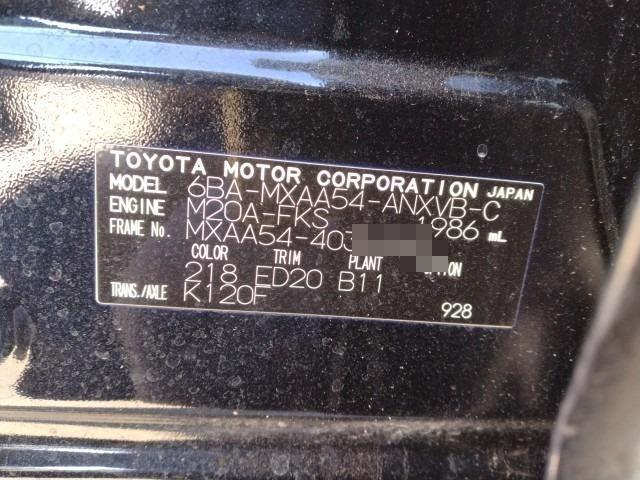 TOYOTA MOTOR CORPORATION JAPAN
MODEL 6BA-MXAA54-ANXVB-C
ENGINE M20A-FKS 1986 mL
FRAME No. MXAA54-403
COLOR TRIM PLANT
218 ED20 B11
TRANS./AXLE K120F
928